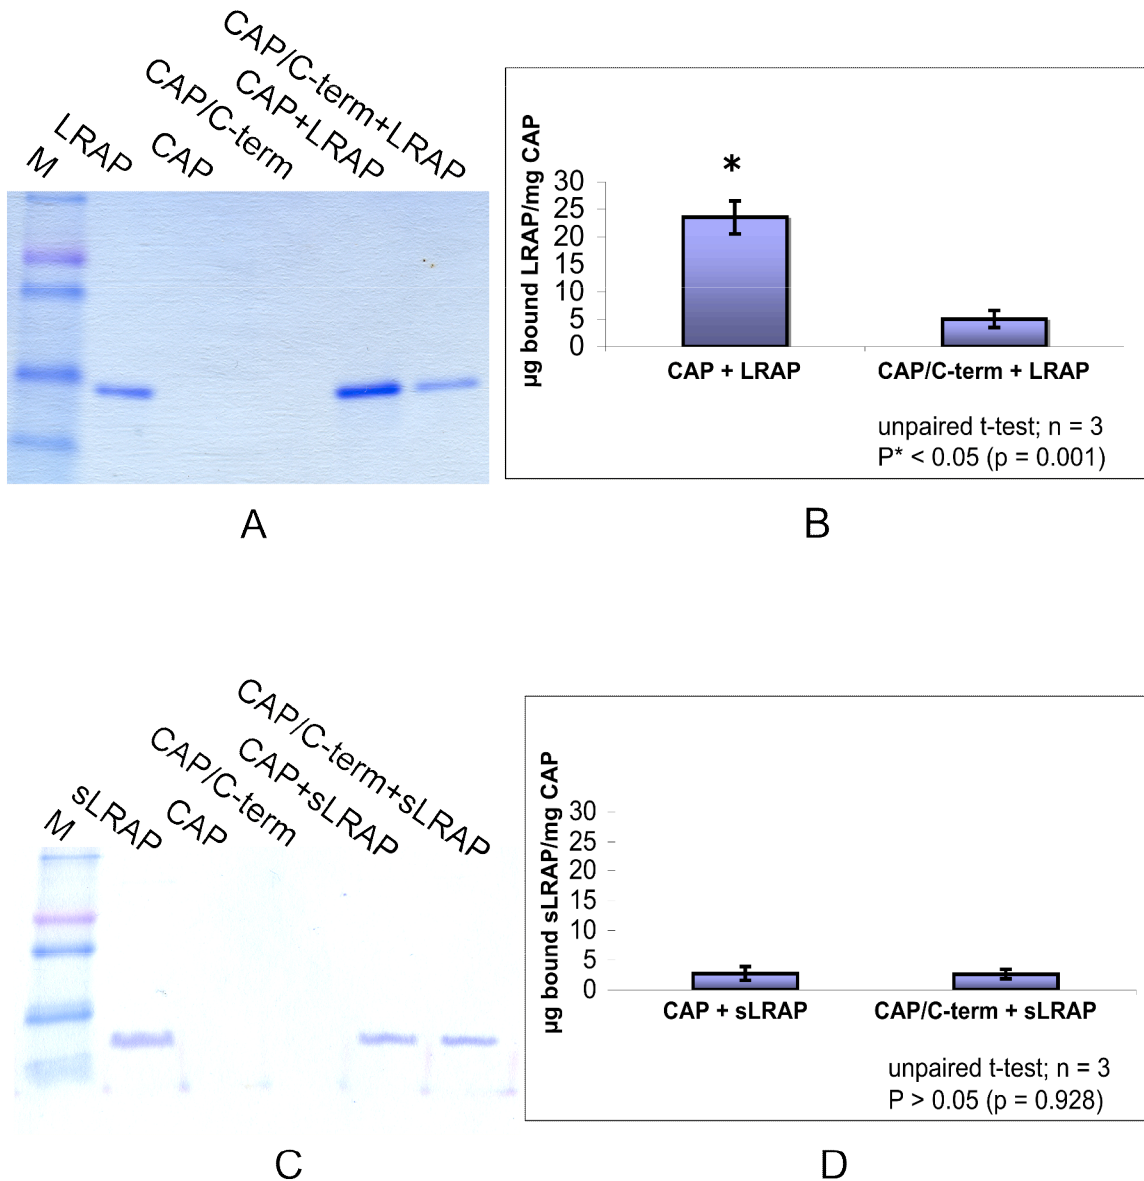 M
LRAP
CAP
CAP/C-term
CAP+LRAP
CAP/C-term+LRAP
A
µg bound LRAP/mg CAP
30
25
20
15
10
5
0
*
CAP + LRAP
CAP/C-term + LRAP
unpaired t-test; n = 3
P* < 0.05 (p = 0.001)
B
M
sLRAP
CAP
CAP/C-term
CAP+sLRAP
CAP/C-term+sLRAP
C
µg bound sLRAP/mg CAP
30
25
20
15
10
5
0
CAP + sLRAP
CAP/C-term + sLRAP
unpaired t-test; n = 3
P > 0.05 (p = 0.928)
D